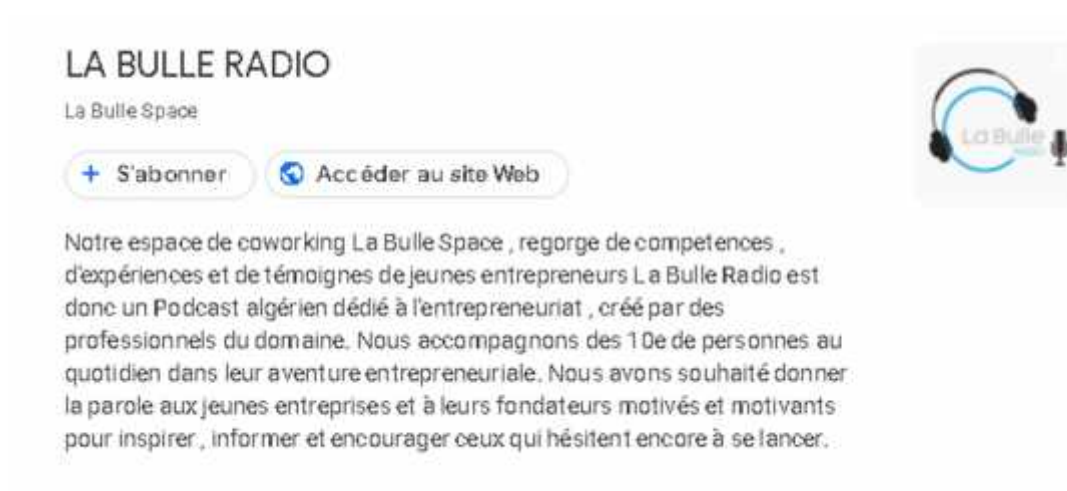 LA BULLE RADIO
La Bulle Space
+ S'abonner
Accéder au site Web
La Bulle
RADIO
Notre espace de coworking La Bulle Space , regorge de competences ,
d'expériences et de témoignes de jeunes entrepreneurs La Bulle Radio est
donc un Podcast algérien dédié à l'entrepreneuriat , créé par des
professionnels du domaine. Nous accompagnons des 10e de personnes au
quotidien dans leur aventure entrepreneuriale. Nous avons souhaité donner
la parole aux jeunes entreprises et à leurs fondateurs motivés et motivants
pour inspirer , informer et encourager ceux qui hésitent encore à se lancer.